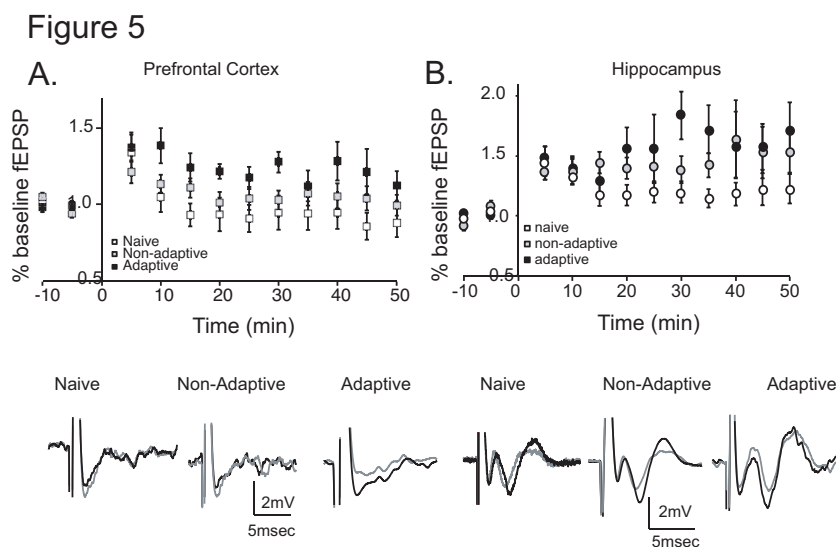 Figure 5
A.
Prefrontal Cortex
% baseline fEPSP
1.5
1.0
0.5
Naive
Non-adaptive
Adaptive
-10 0 10 20 30 40 50
Time (min)
B.
Hippocampus
% baseline fEPSP
2.0
1.5
1.0
0.5
naive
non-adaptive
adaptive
-10 0 10 20 30 40 50
Time (min)
Naive Non-Adaptive Adaptive
2mV
5msec
Naive Non-Adaptive Adaptive
2mV
5msec